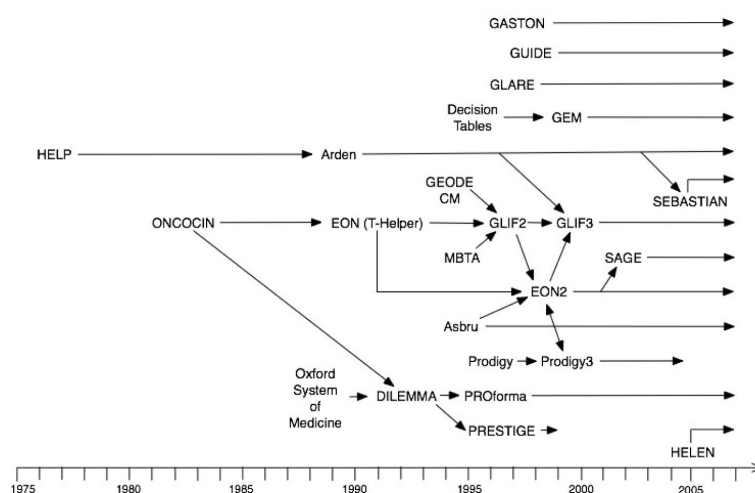 GASTON
GUIDE
GLARE
Decision
Tables
GEM
HELP
Arden
GEODE
CM
SEBASTIAN
ONCOCIN
EON (T-Helper)
GLIF2
GLIF3
MBTA
SAGE
EON2
Asbru
Prodigy
Prodigy3
Oxford
System
of
Medicine
DILEMMA
PROforma
PRESTIGE
HELEN
1975 1980 1985 1990 1995 2000 2005